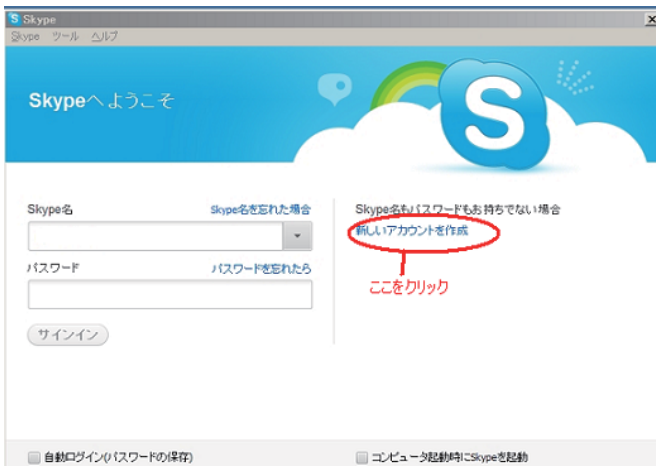 Skype
Skype ツール ヘルプ
Skypeへようこそ
Skype名
Skype名を忘れた場合
Skype名もパスワードもお持ちでない場合
新しいアカウントを作成
パスワード
パスワードを忘れたら
ここをクリック
サインイン
自動ログイン(パスワードの保存)
コンピュータ起動時にSkypeを起動